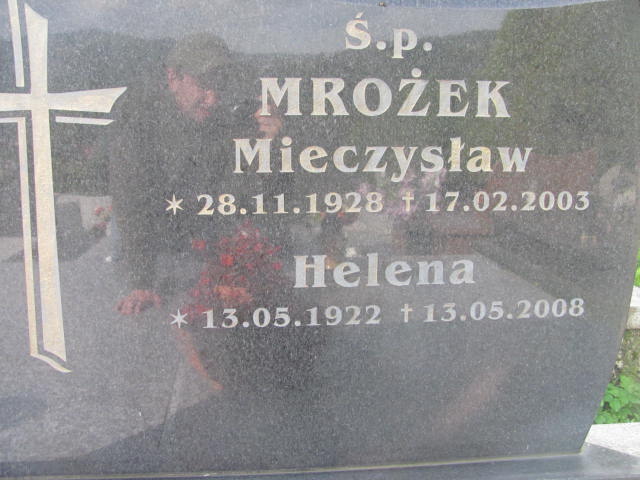 Ś.p.
MROŻEK
Mieczysław
✶ 28.11.1928 † 17.02.2003
Helena
✶ 13.05.1922 † 13.05.2008